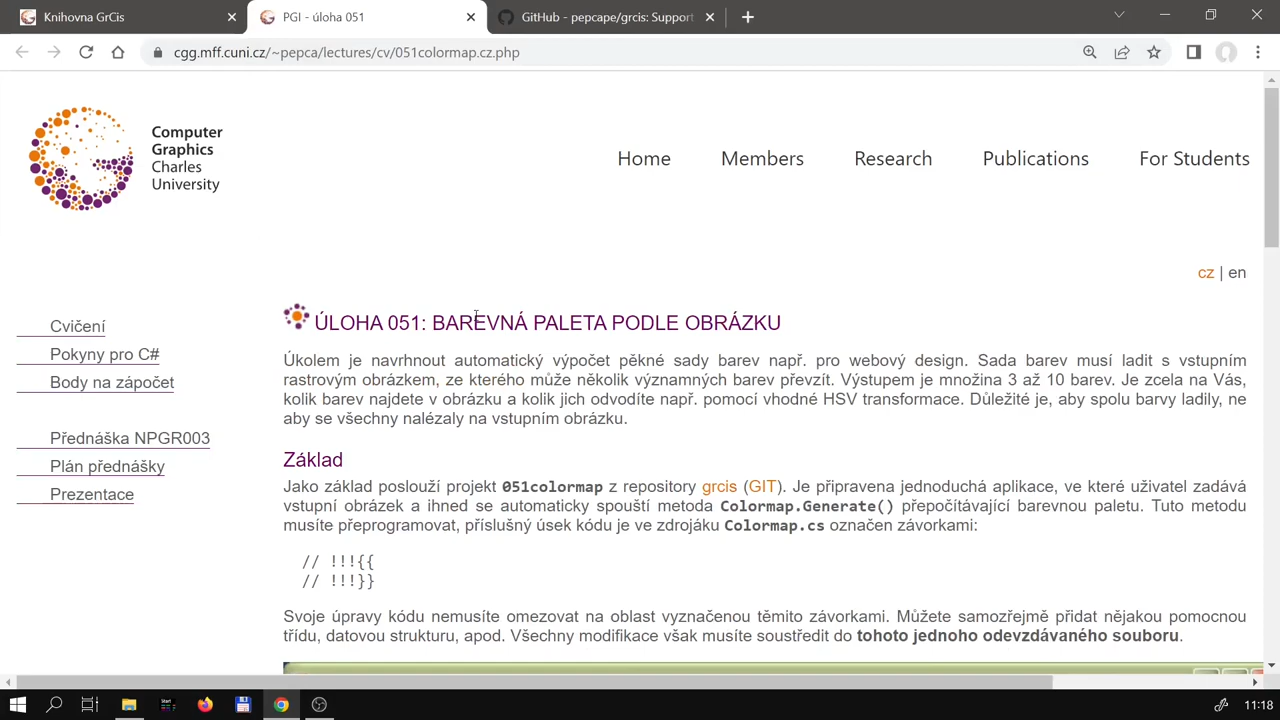 Knihovna GrCis
PGI - úloha 051
GitHub - pepcape/grcis: Support
cgg.mff.cuni.cz/~pepca/lectures/cv/051colormap.cz.php
Computer
Graphics
Charles
University
Home Members Research Publications For Students
cz | en
Cvičení
Pokyny pro C#
Body na zápočet
Přednáška NPGR003
Plán přednášky
Prezentace
ÚLOHA 051: BAREVNÁ PALETA PODLE OBRÁZKU
Úkolem je navrhnout automatický výpočet pěkné sady barev např. pro webový design. Sada barev musí ladit s vstupním
rastrovým obrázkem, ze kterého může několik významných barev převzít. Výstupem je množina 3 až 10 barev. Je zcela na Vás,
kolik barev najdete v obrázku a kolik jich odvodíte např. pomocí vhodné HSV transformace. Důležité je, aby spolu barvy ladily, ne
aby se všechny nalézaly na vstupním obrázku.
Základ
Jako základ poslouží projekt 051colormap z repository grcis (GIT). Je připravena jednoduchá aplikace, ve které uživatel zadává
vstupní obrázek a ihned se automaticky spouští metoda Colormap.Generate() přepočítávající barevnou paletu. Tuto metodu
musíte přeprogramovat, příslušný úsek kódu je ve zdrojáku Colormap.cs označen závorkami:
// !!!{{
// !!!}}
Svoje úpravy kódu nemusíte omezovat na oblast vyznačenou těmito závorkami. Můžete samozřejmě přidat nějakou pomocnou
třídu, datovou strukturu, apod. Všechny modifikace však musíte soustředit do tohoto jednoho odevzdávaného souboru.
11:18